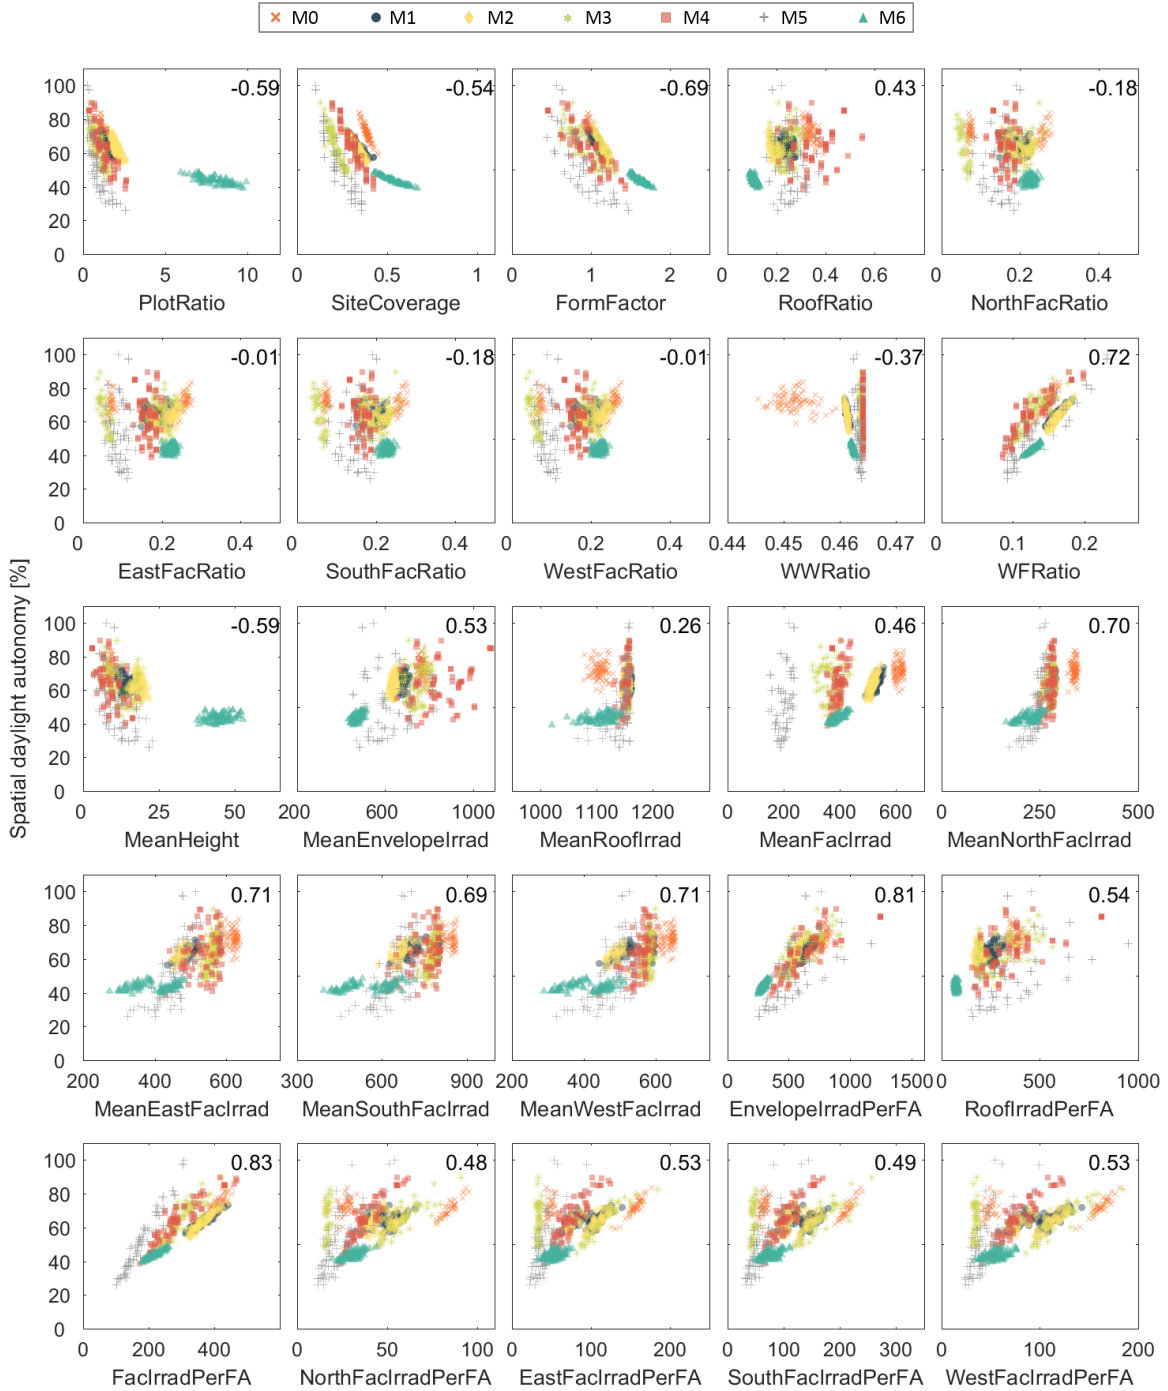 M0 M1 M2 M3 M4 M5 M6
-0.59 -0.54 -0.69 0.43 -0.18
100
80
60
40
20
0
0 5 10 0 0.5 1 0 1 2 0.2 0.4 0.6 0.2 0.4
PlotRatio SiteCoverage FormFactor RoofRatio NorthFacRatio
-0.01 -0.18 -0.01 -0.37 0.72
100
80
60
40
20
0
0 0.2 0.4 0 0.2 0.4 0 0.2 0.4 0.44 0.45 0.46 0.47 0 0.1 0.2
EastFacRatio SouthFacRatio WestFacRatio WWRatio WFRatio
Spatial daylight autonomy [%]
-0.59 0.53 0.26 0.46 0.70
100
80
60
40
20
0
0 25 50 200 600 1000 1000 1100 1200 0 200 400 600 0 250 500
MeanHeight MeanEnvelopeIrrad MeanRoofIrrad MeanFacIrrad MeanNorthFacIrrad
0.71 0.69 0.71 0.81 0.54
100
80
60
40
20
0
200 400 600 300 600 900 200 400 600 0 500 1000 1500 0 500 1000
MeanEastFacIrrad MeanSouthFacIrrad MeanWestFacIrrad EnvelopeIrradPerFA RoofIrradPerFA
0.83 0.48 0.53 0.49 0.53
100
80
60
40
20
0
0 200 400 0 50 100 0 100 200 0 100 200 300 0 100 200
FacIrradPerFA NorthFacIrradPerFA EastFacIrradPerFA SouthFacIrradPerFA WestFacIrradPerFA